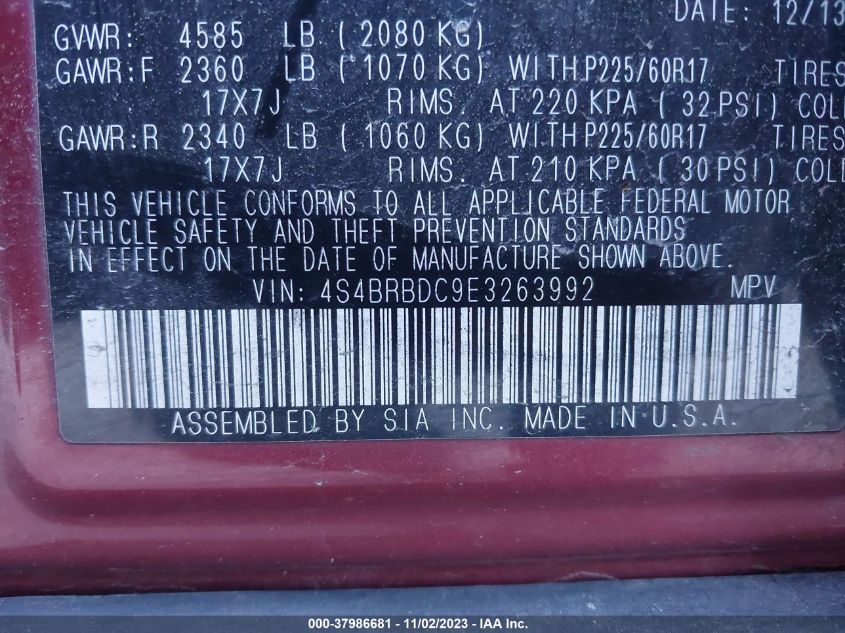 DATE: 12/13
GVWR: 4585 LB ( 2080 KG)
GAWR:F 2360 LB ( 1070 KG) WITH P225/60R17 TIRES
17X7J RIMS. AT 220 KPA ( 32 PSI) COL
GAWR:R 2340 LB ( 1060 KG) WITH P225/60R17 TIRES
17X7J RIMS. AT 210 KPA ( 30 PSI) COL
THIS VEHICLE CONFORMS TO ALL APPLICABLE FEDERAL MOTOR
VEHICLE SAFETY AND THEFT PREVENTION STANDARDS
IN EFFECT ON THE DATE OF MANUFACTURE SHOWN ABOVE.
VIN: 4S4BRBDC9E3263992 MPV
ASSEMBLED BY SIA INC. MADE IN U.S.A.
000-37986681 - 11/02/2023 - IAA Inc.